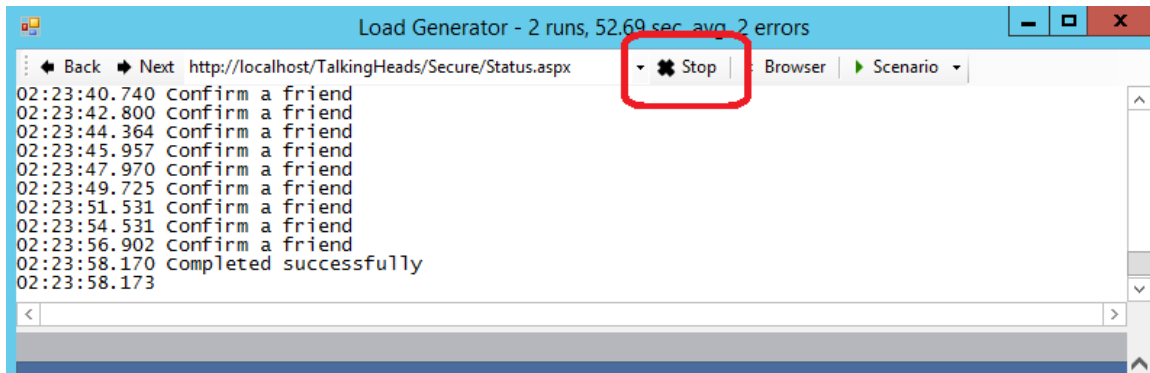 Load Generator - 2 runs, 52.69 sec. avg. 2 errors
Back Next http://localhost/TalkingHeads/Secure/Status.aspx Stop Browser Scenario
02:23:40.740 Confirm a friend
02:23:42.800 Confirm a friend
02:23:44.364 Confirm a friend
02:23:45.957 Confirm a friend
02:23:47.970 Confirm a friend
02:23:49.725 Confirm a friend
02:23:51.531 Confirm a friend
02:23:54.531 Confirm a friend
02:23:56.902 Confirm a friend
02:23:58.170 Completed successfully
02:23:58.173